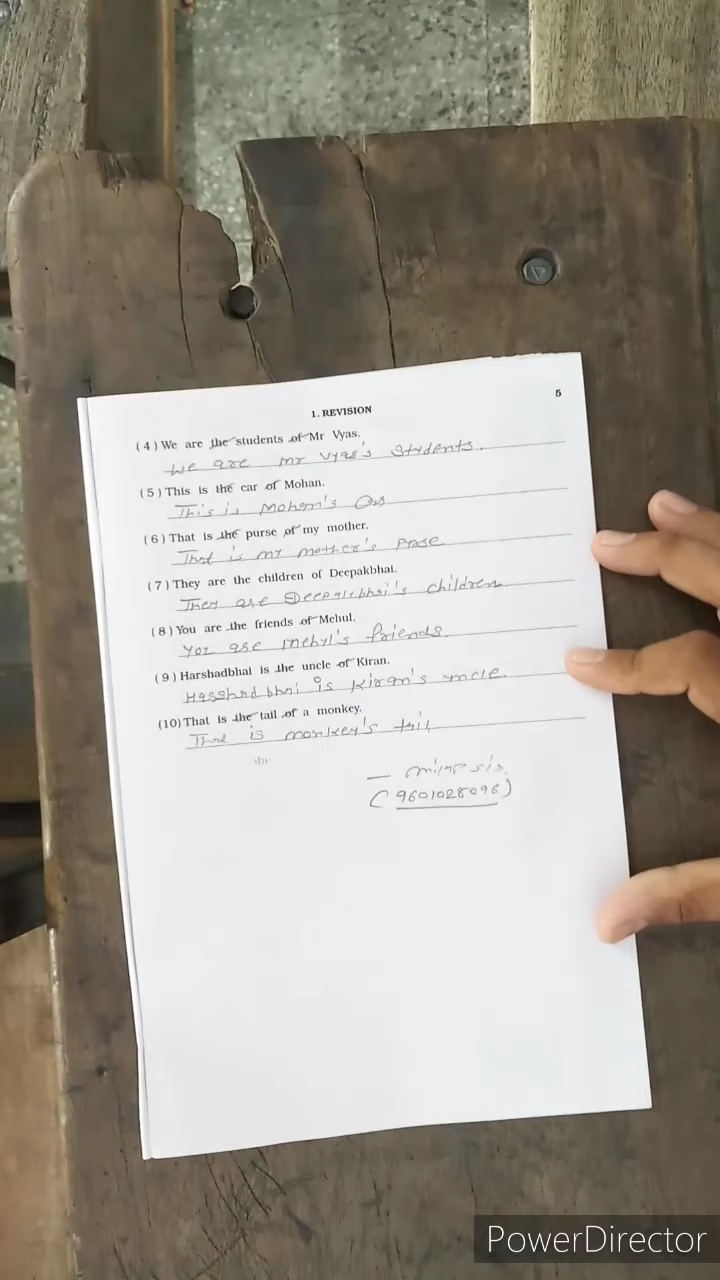 5
1. REVISION
(4) We are the students of Mr Vyas.
We are mr vyas's students.
(5) This is the car of Mohan.
This is Mohan's
(6) That is the purse of my mother.
That is my mother's
(7) They are the children of Deepakbhai.
They are Deepakbhai's children
(8) You are the friends of Mehul.
You are mehul's friends.
(9) Harshadbhai is the uncle of Kiran.
Harshadbhai is Kiran's uncle.
(10) That is the tail of a monkey.
That is monkey's tail
(9601028096)
PowerDirector